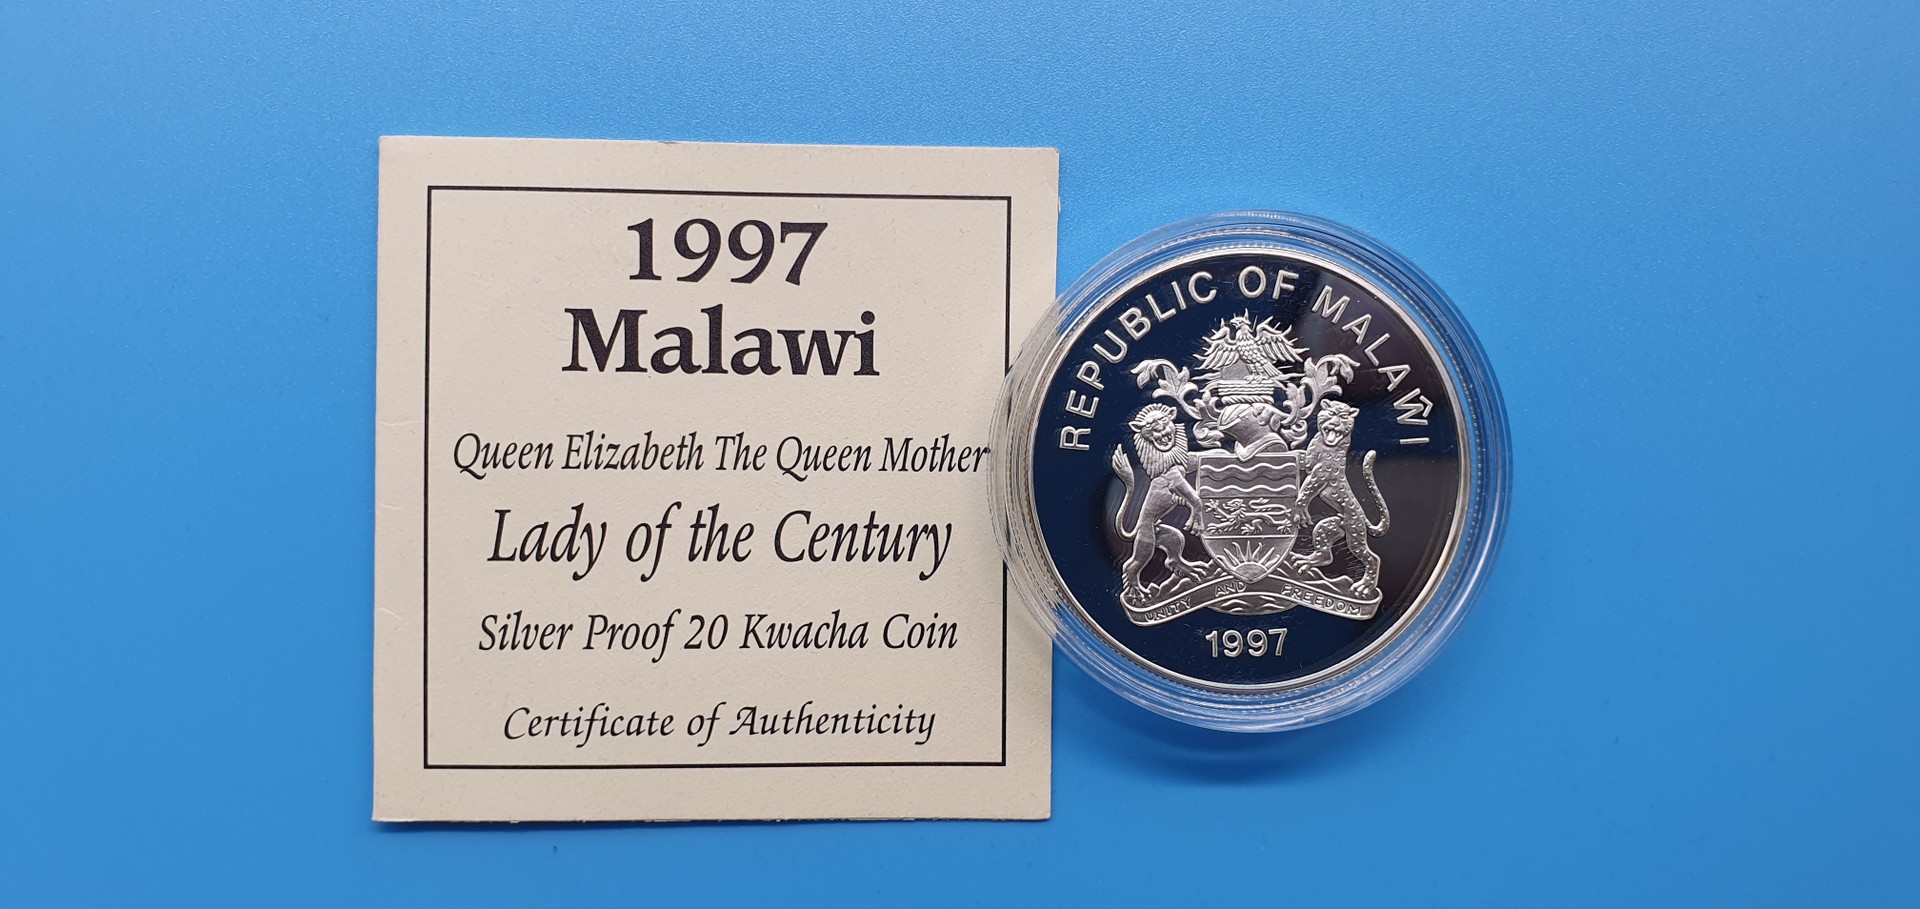 1997
Malawi
Queen Elizabeth The Queen Mother
Lady of the Century
Silver Proof 20 Kwacha Coin
Certificate of Authenticity
REPUBLIC OF MALAŴI
UNITY AND FREEDOM
1997